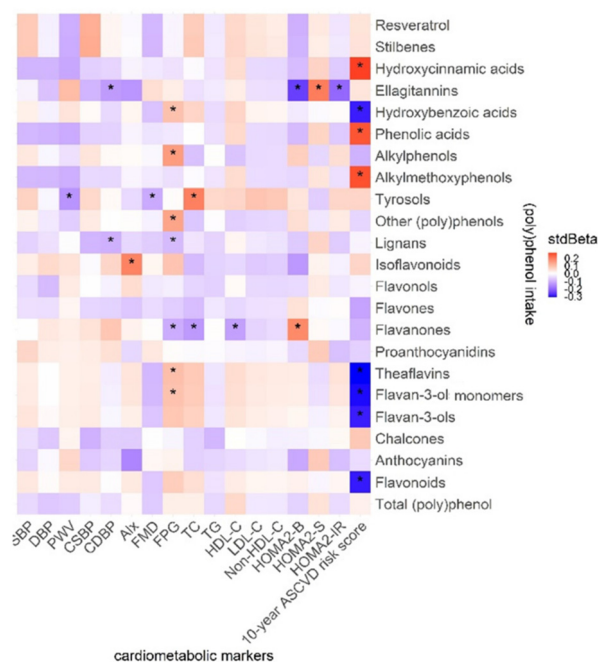 Resveratrol
Stilbenes
Hydroxycinnamic acids
*
Ellagitannins
* * * *
Hydroxybenzoic acids
* *
Phenolic acids
*
Alkylphenols
*
Alkylmethoxyphenols
*
Tyrosols
* * *
Other (poly)phenols
*
Lignans
* *
Isoflavonoids
*
Flavonols
Flavones
Flavanones
* * * *
Proanthocyanidins
Theaflavins
* *
Flavan-3-ol monomers
* *
Flavan-3-ols
*
Chalcones
Anthocyanins
Flavonoids
*
Total (poly)phenol
(poly)phenol intake
stdBeta
0.2
0.1
0.0
-0.1
-0.2
-0.3
SBP
DBP
PWV
CSBP
CDBP
AIx
FMD
FPG
TC
TG
HDL-C
LDL-C
Non-HDL-C
HOMA2-B
HOMA2-S
HOMA2-IR
10-year ASCVD risk score
cardiometabolic markers